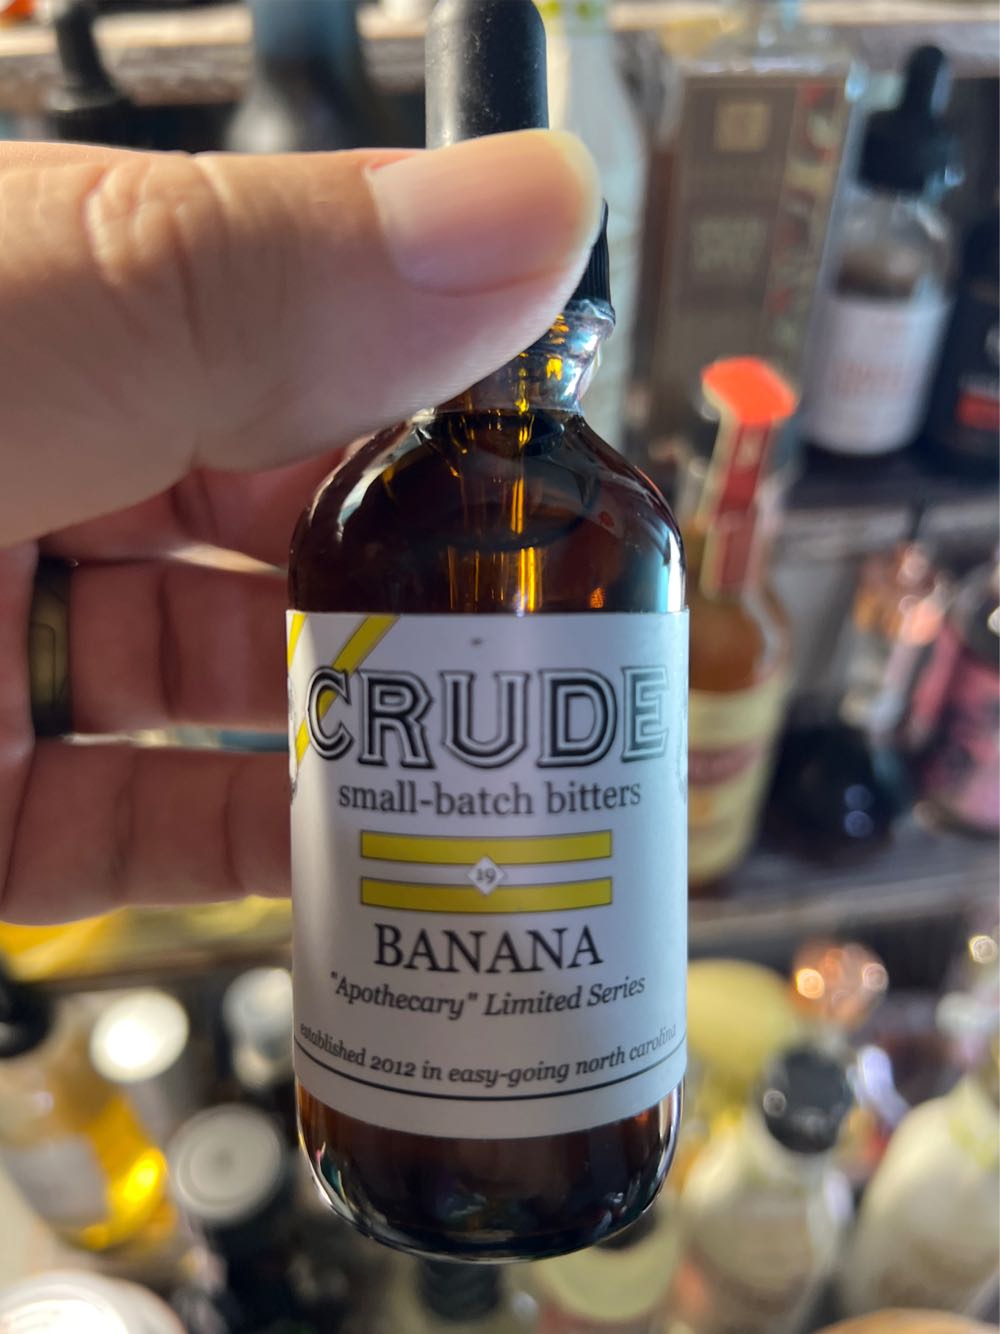 CRUDE
small-batch bitters
19
BANANA
"Apothecary" Limited Series
established 2012 in easy-going north carolina